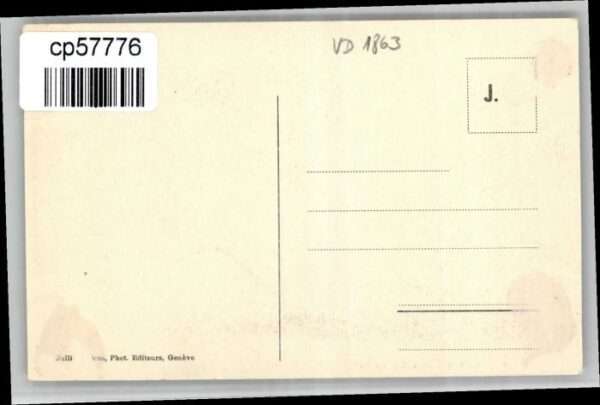 cp57776
VD 1863
J.
Phot. Editeurs, Genève